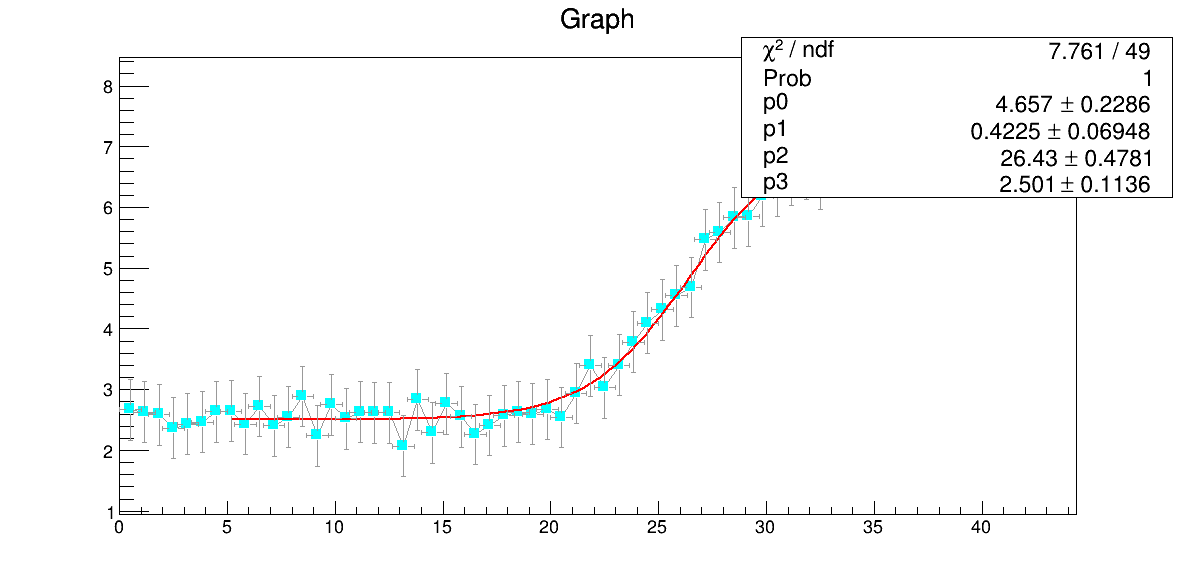 Graph
χ² / ndf 7.761 / 49
Prob 1
p0 4.657 ± 0.2286
p1 0.4225 ± 0.06948
p2 26.43 ± 0.4781
p3 2.501 ± 0.1136
8
7
6
5
4
3
2
1
0 5 10 15 20 25 30 35 40